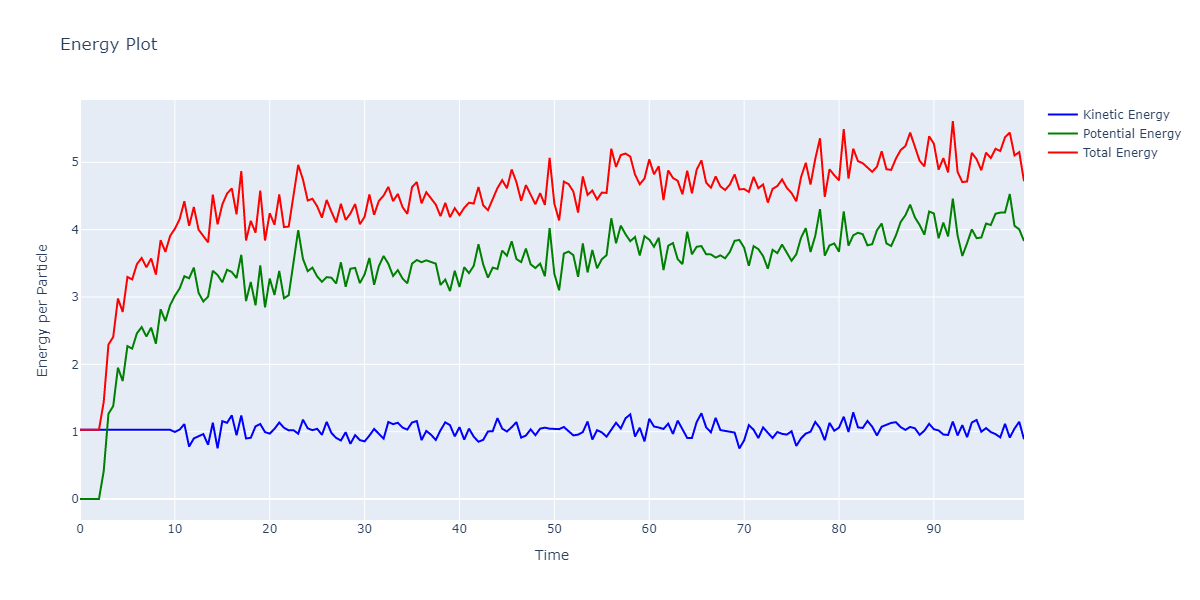 Energy Plot
Kinetic Energy
Potential Energy
Total Energy
Energy per Particle
5
4
3
2
1
0
0 10 20 30 40 50 60 70 80 90
Time